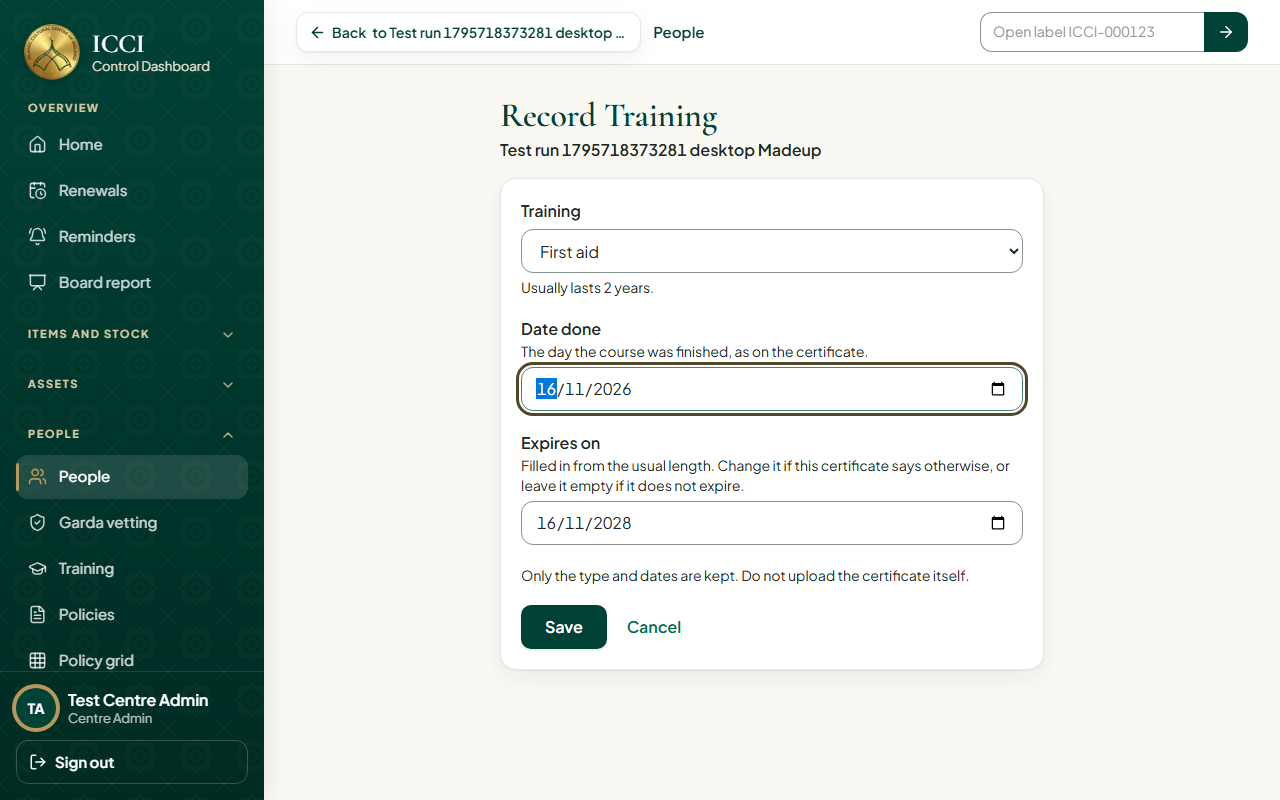 ICCI
Control Dashboard
OVERVIEW
Home
Renewals
Reminders
Board report
ITEMS AND STOCK
ASSETS
PEOPLE
People
Garda vetting
Training
Policies
Policy grid
TA
Test Centre Admin
Centre Admin
Sign out
Back to Test run 1795718373281 desktop ...
People
Open label ICCI-000123
Record Training
Test run 1795718373281 desktop Madeup
Training
First aid
Usually lasts 2 years.
Date done
The day the course was finished, as on the certificate.
16/11/2026
Expires on
Filled in from the usual length. Change it if this certificate says otherwise, or
leave it empty if it does not expire.
16/11/2028
Only the type and dates are kept. Do not upload the certificate itself.
Save
Cancel